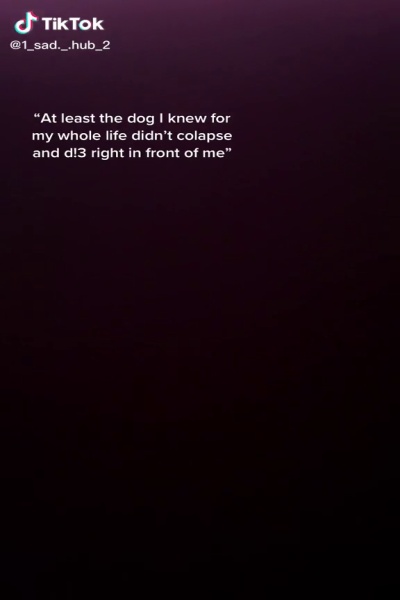 TikTok
@1_sad._.hub_2
“At least the dog I knew for
my whole life didn’t colapse
and d!3 right in front of me”